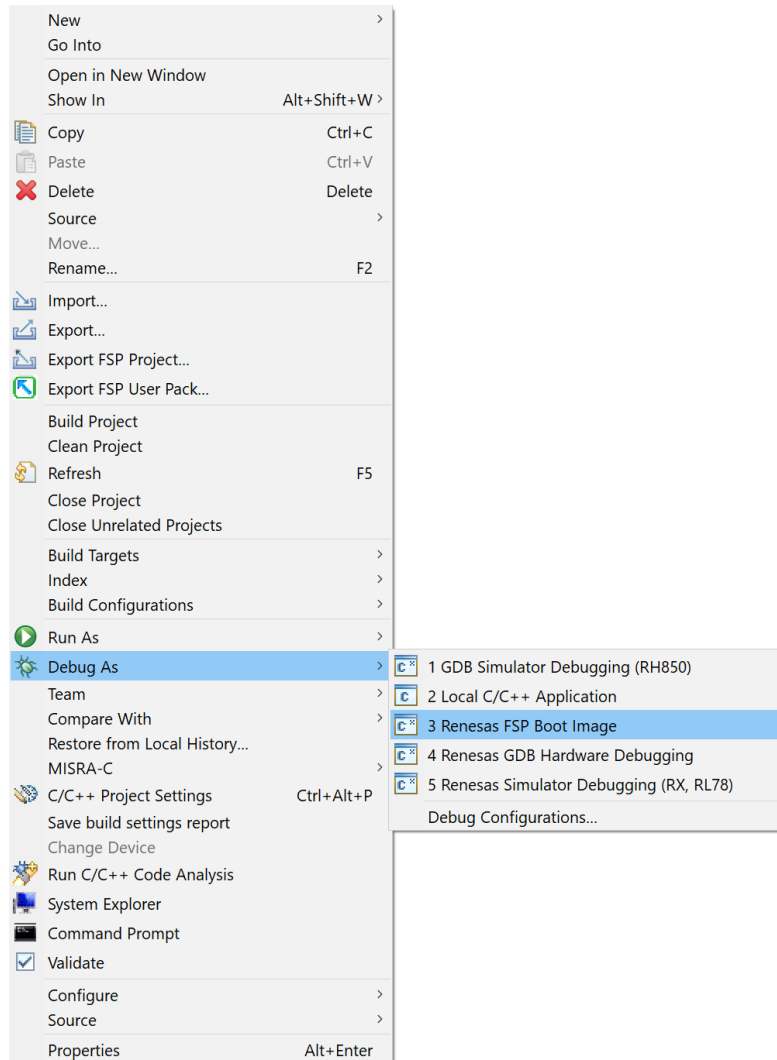 New
Go Into
Open in New Window
Show In Alt+Shift+W
Copy Ctrl+C
Paste Ctrl+V
Delete Delete
Source
Move...
Rename... F2
Import...
Export...
Export FSP Project...
Export FSP User Pack...
Build Project
Clean Project
Refresh F5
Close Project
Close Unrelated Projects
Build Targets
Index
Build Configurations
Run As
Debug As
Team
Compare With
Restore from Local History...
MISRA-C
C/C++ Project Settings Ctrl+Alt+P
Save build settings report
Change Device
Run C/C++ Code Analysis
System Explorer
Command Prompt
Validate
Configure
Source
Properties Alt+Enter
1 GDB Simulator Debugging (RH850)
2 Local C/C++ Application
3 Renesas FSP Boot Image
4 Renesas GDB Hardware Debugging
5 Renesas Simulator Debugging (RX, RL78)
Debug Configurations...